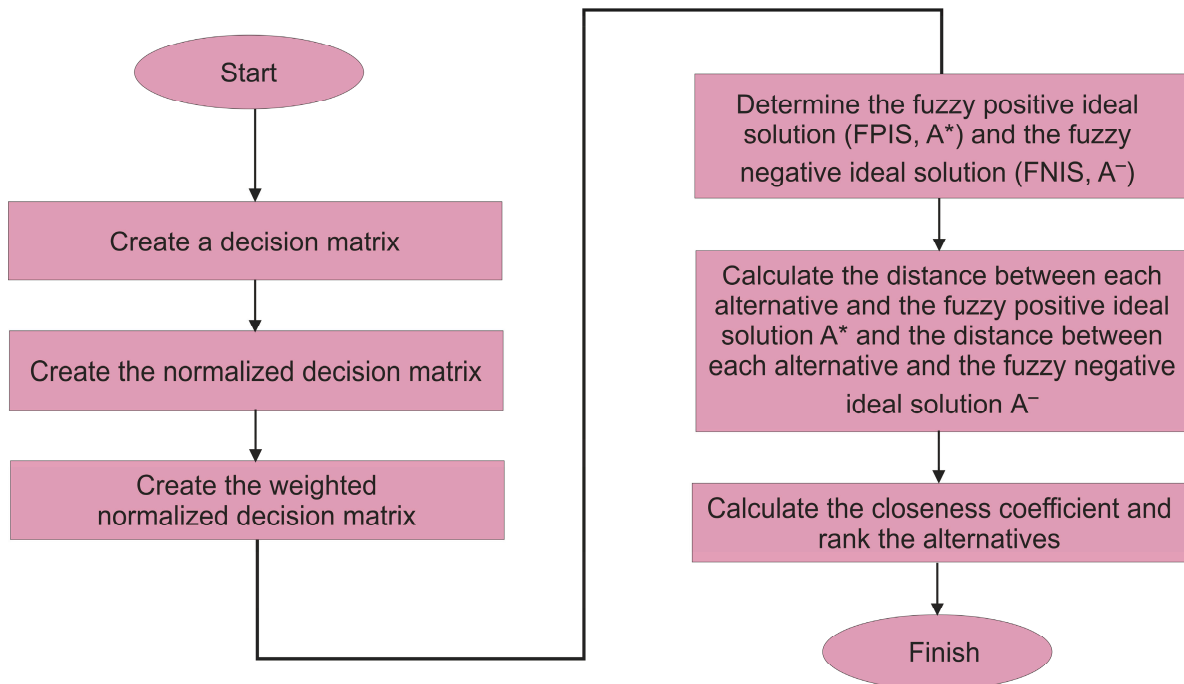 Start
Create a decision matrix
Create the normalized decision matrix
Create the weighted
normalized decision matrix
Determine the fuzzy positive ideal
solution (FPIS, A*) and the fuzzy
negative ideal solution (FNIS, A⁻)
Calculate the distance between each
alternative and the fuzzy positive ideal
solution A* and the distance between
each alternative and the fuzzy negative
ideal solution A⁻
Calculate the closeness coefficient and
rank the alternatives
Finish